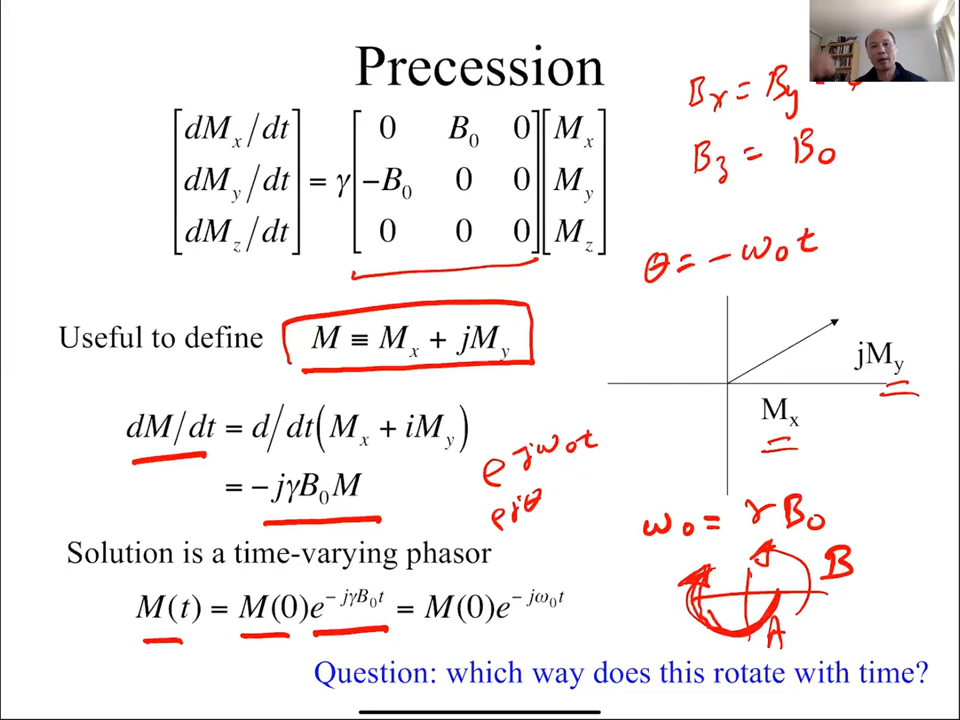 Precession
[dMx/dt] = γ [0 B0 0] [Mx]
[dMy/dt] [−B0 0 0] [My]
[dMz/dt] [0 0 0] [Mz]
Bx = By =
Bz = B0
θ = −ω0t
Useful to define M ≡ Mx + jMy
jMy
Mx
dM/dt = d/dt(Mx + iMy)
= −jγB0M
e^jω0t
e^jθ
ω0 = γB0
Solution is a time-varying phasor
M(t) = M(0)e^−jγB0t = M(0)e^−jω0t
B
A
Question: which way does this rotate with time?